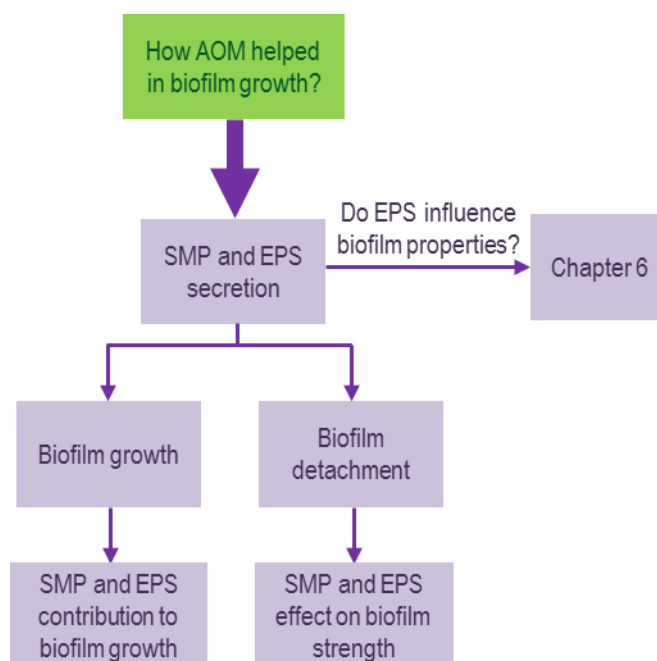 How AOM helped
in biofilm growth?
Do EPS influence
biofilm properties?
SMP and EPS
secretion
Chapter 6
Biofilm growth
Biofilm
detachment
SMP and EPS
contribution to
biofilm growth
SMP and EPS
effect on biofilm
strength